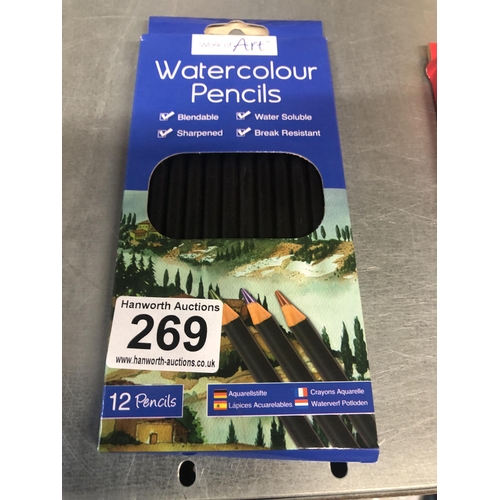 Art
Watercolour
Pencils
Blendable
Water Soluble
Sharpened
Break Resistant
Hanworth Auctions
269
www.hanworth-auctions.co.uk
12 Pencils
Aquarellstifte
Crayons Aquarelle
Lápices Acuarelables
Waterverf Potloden